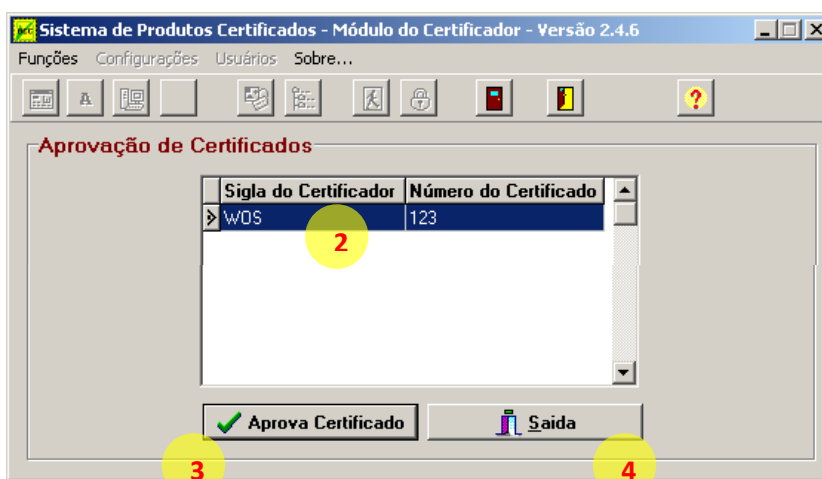 Sistema de Produtos Certificados - Módulo do Certificador - Versão 2.4.6
Funções Configurações Usuários Sobre...
A ?
Aprovação de Certificados
Sigla do Certificador Número do Certificado
WOS 123
2
Aprova Certificado Saida
3 4